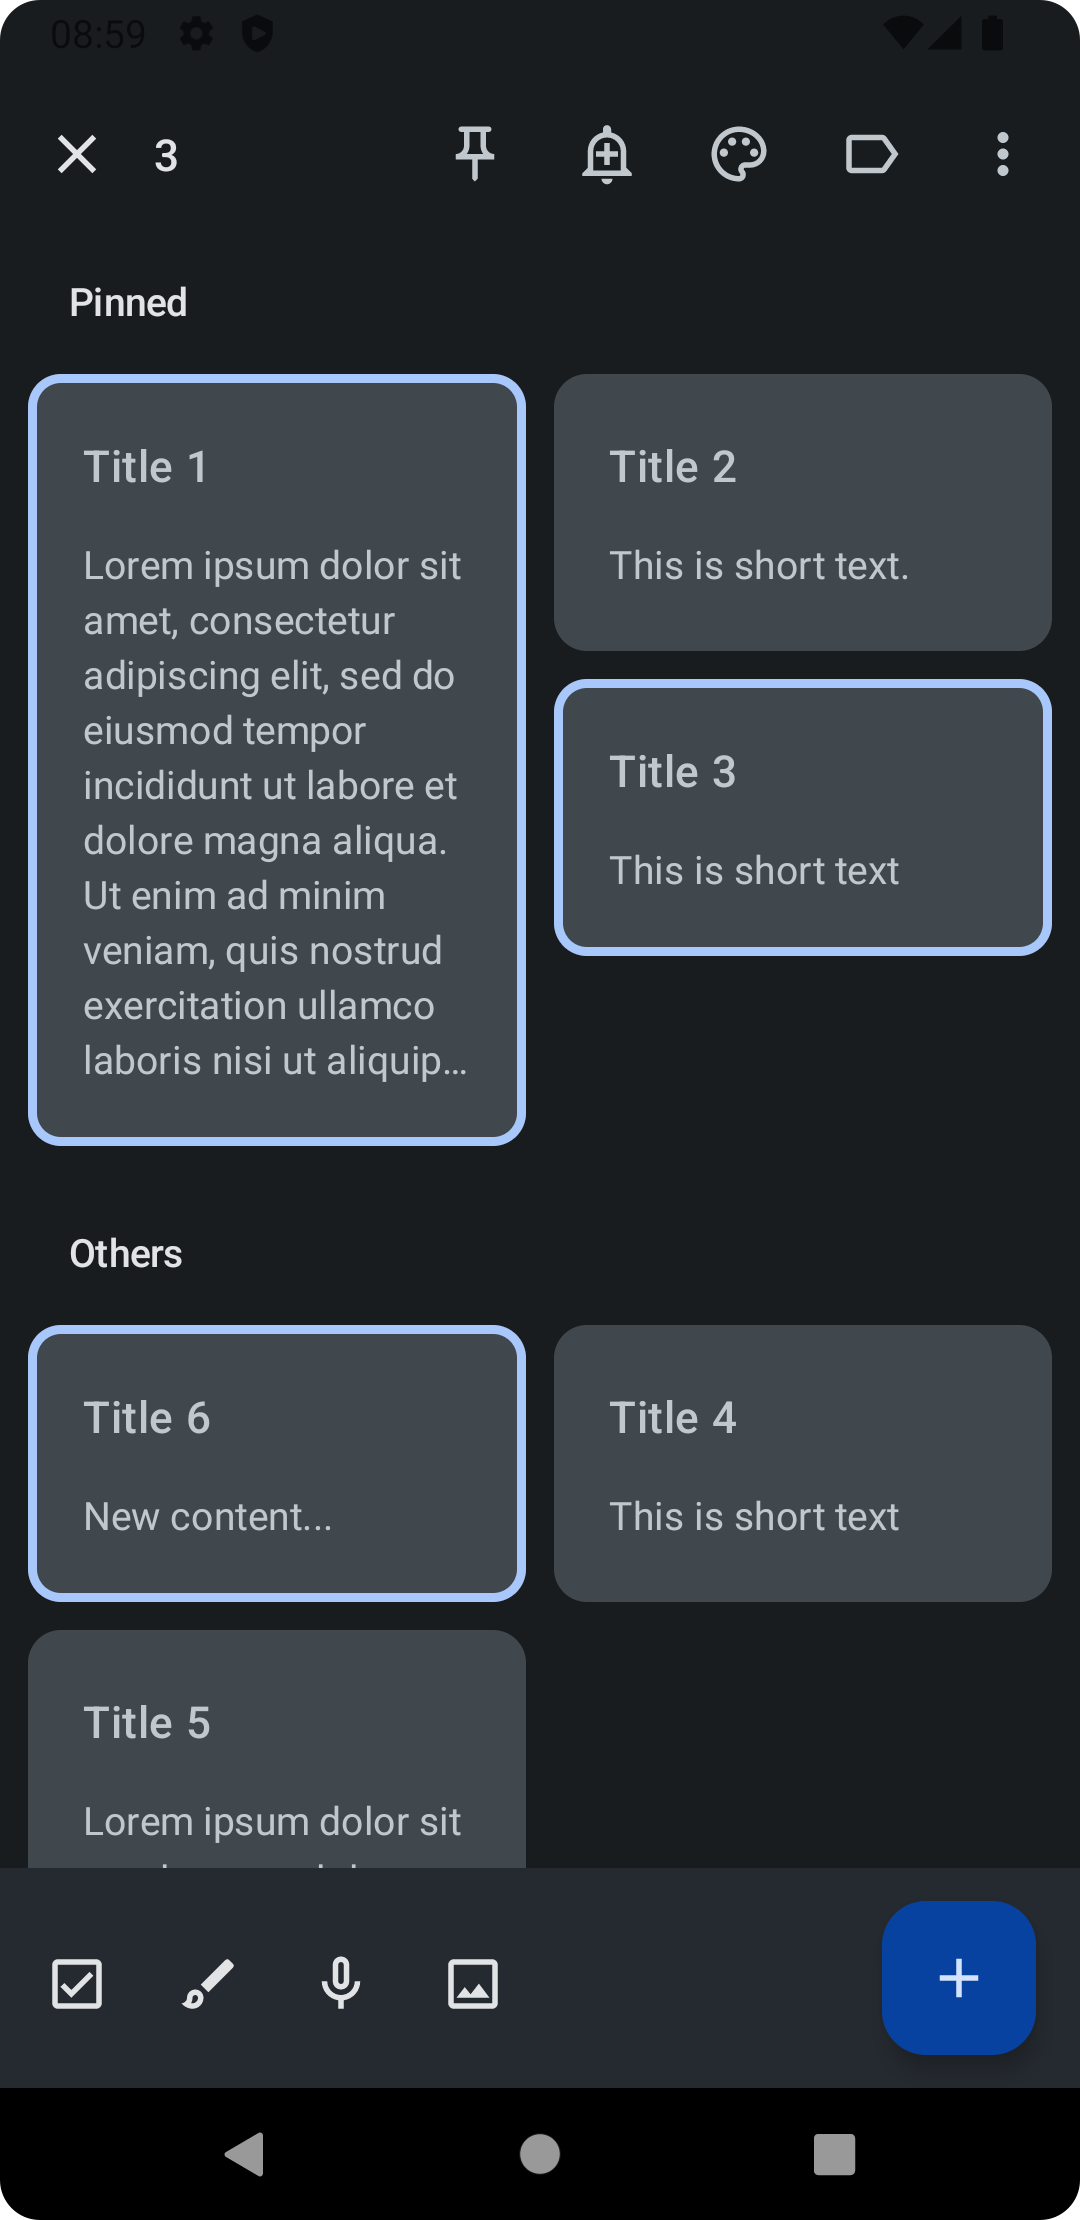 08:59
3
Pinned
Title 1
Lorem ipsum dolor sit
amet, consectetur
adipiscing elit, sed do
eiusmod tempor
incididunt ut labore et
dolore magna aliqua.
Ut enim ad minim
veniam, quis nostrud
exercitation ullamco
laboris nisi ut aliquip...
Title 2
This is short text.
Title 3
This is short text
Others
Title 6
New content...
Title 4
This is short text
Title 5
Lorem ipsum dolor sit